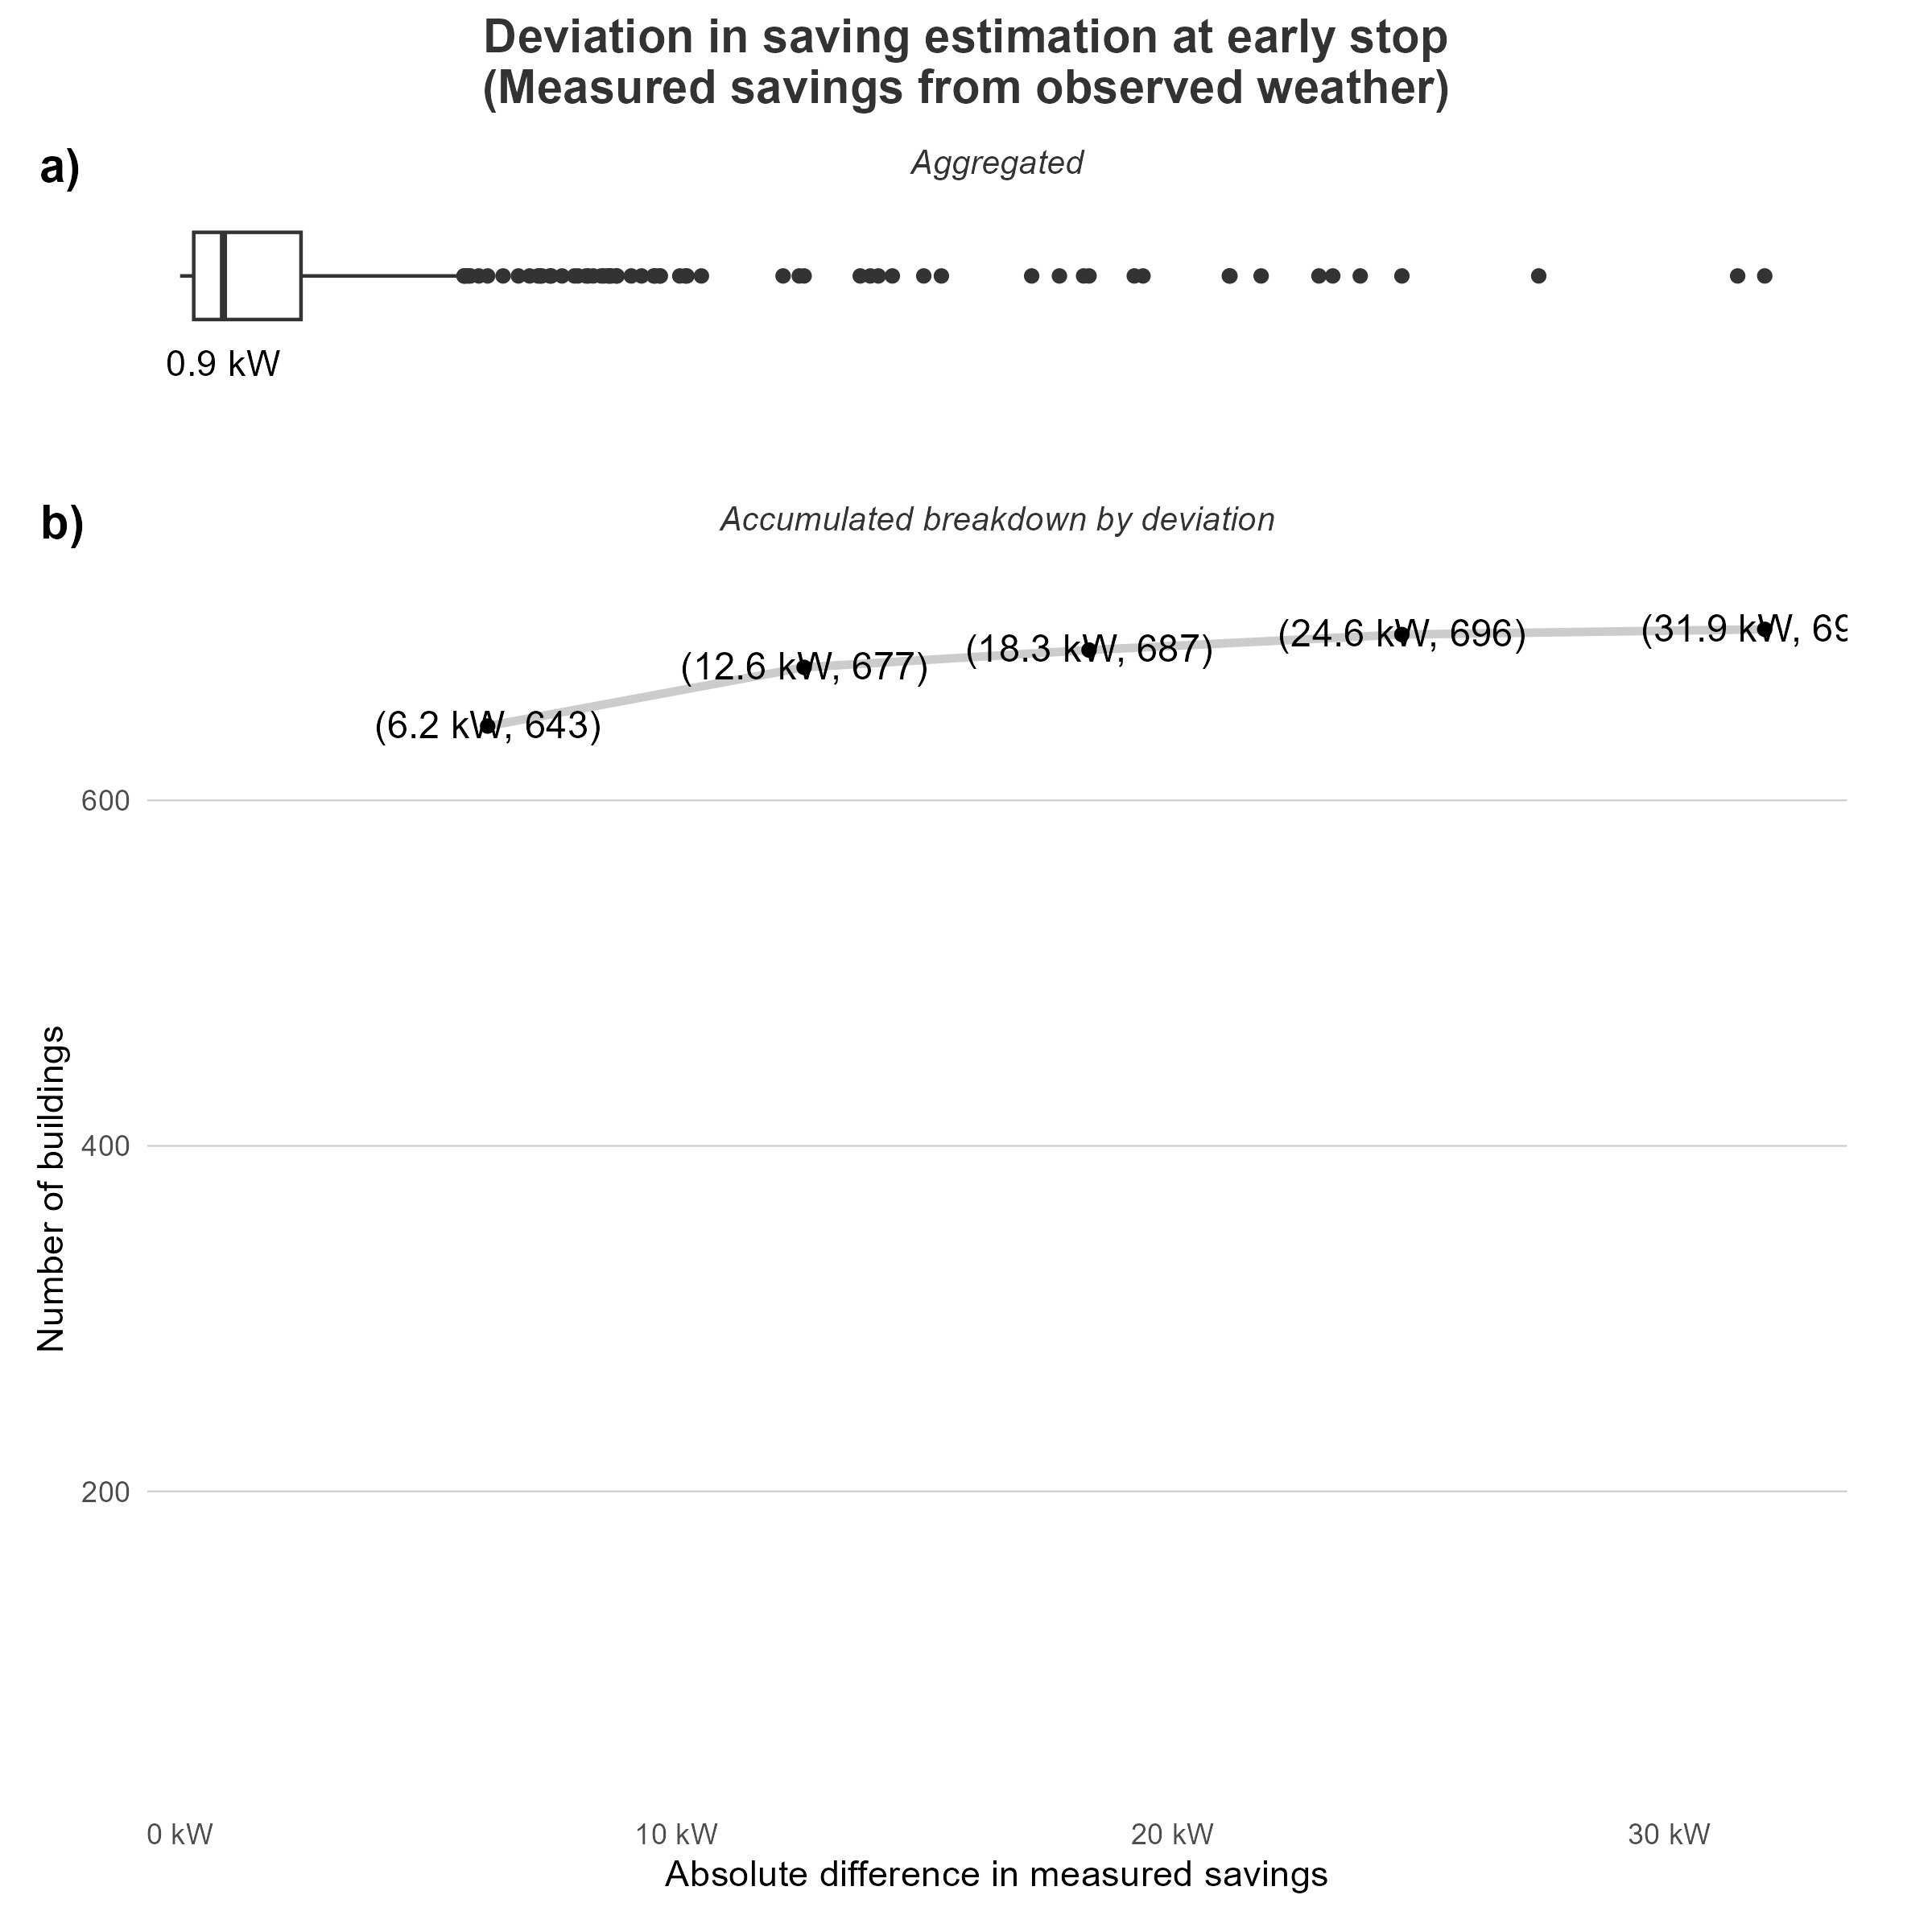 Deviation in saving estimation at early stop
(Measured savings from observed weather)
a)
Aggregated
0.9 kW
b)
Accumulated breakdown by deviation
(6.2 kW, 643)
(12.6 kW, 677)
(18.3 kW, 687)
(24.6 kW, 696)
(31.9 kW,
600
400
200
Number of buildings
0 kW
10 kW
20 kW
30 kW
Absolute difference in measured savings